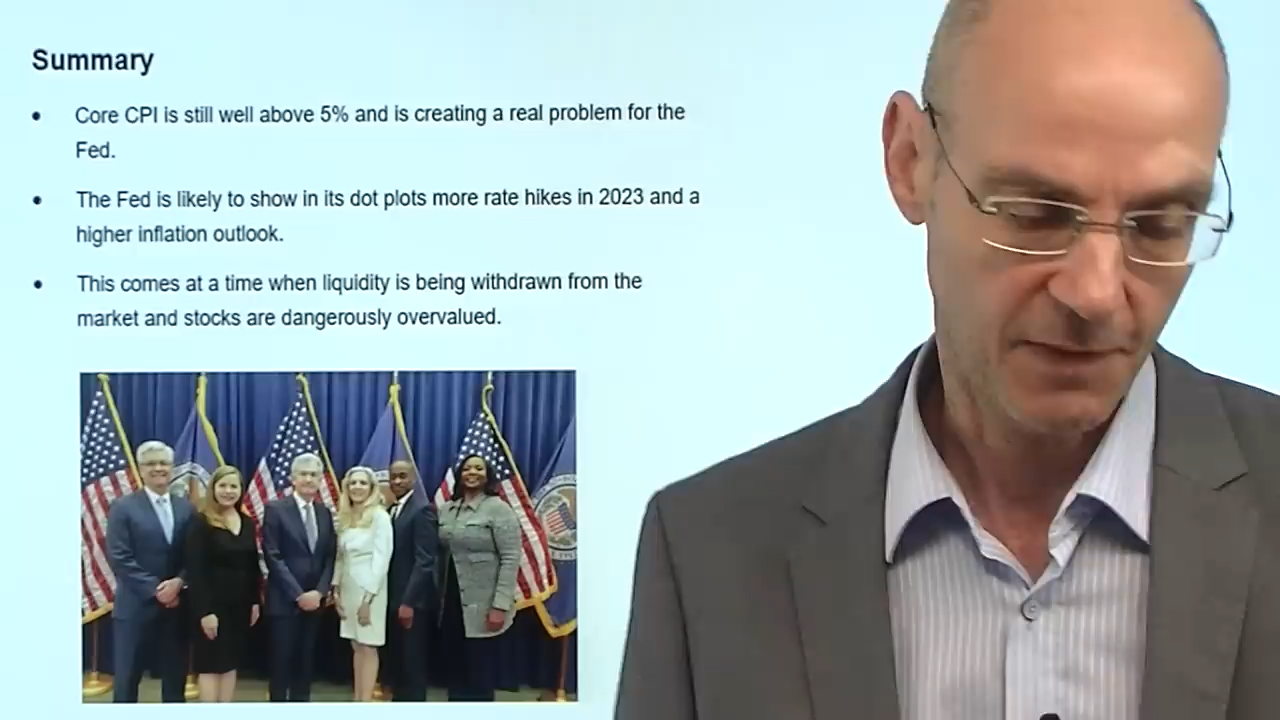 Summary
• Core CPI is still well above 5% and is creating a real problem for the
Fed.
• The Fed is likely to show in its dot plots more rate hikes in 2023 and a
higher inflation outlook.
• This comes at a time when liquidity is being withdrawn from the
market and stocks are dangerously overvalued.